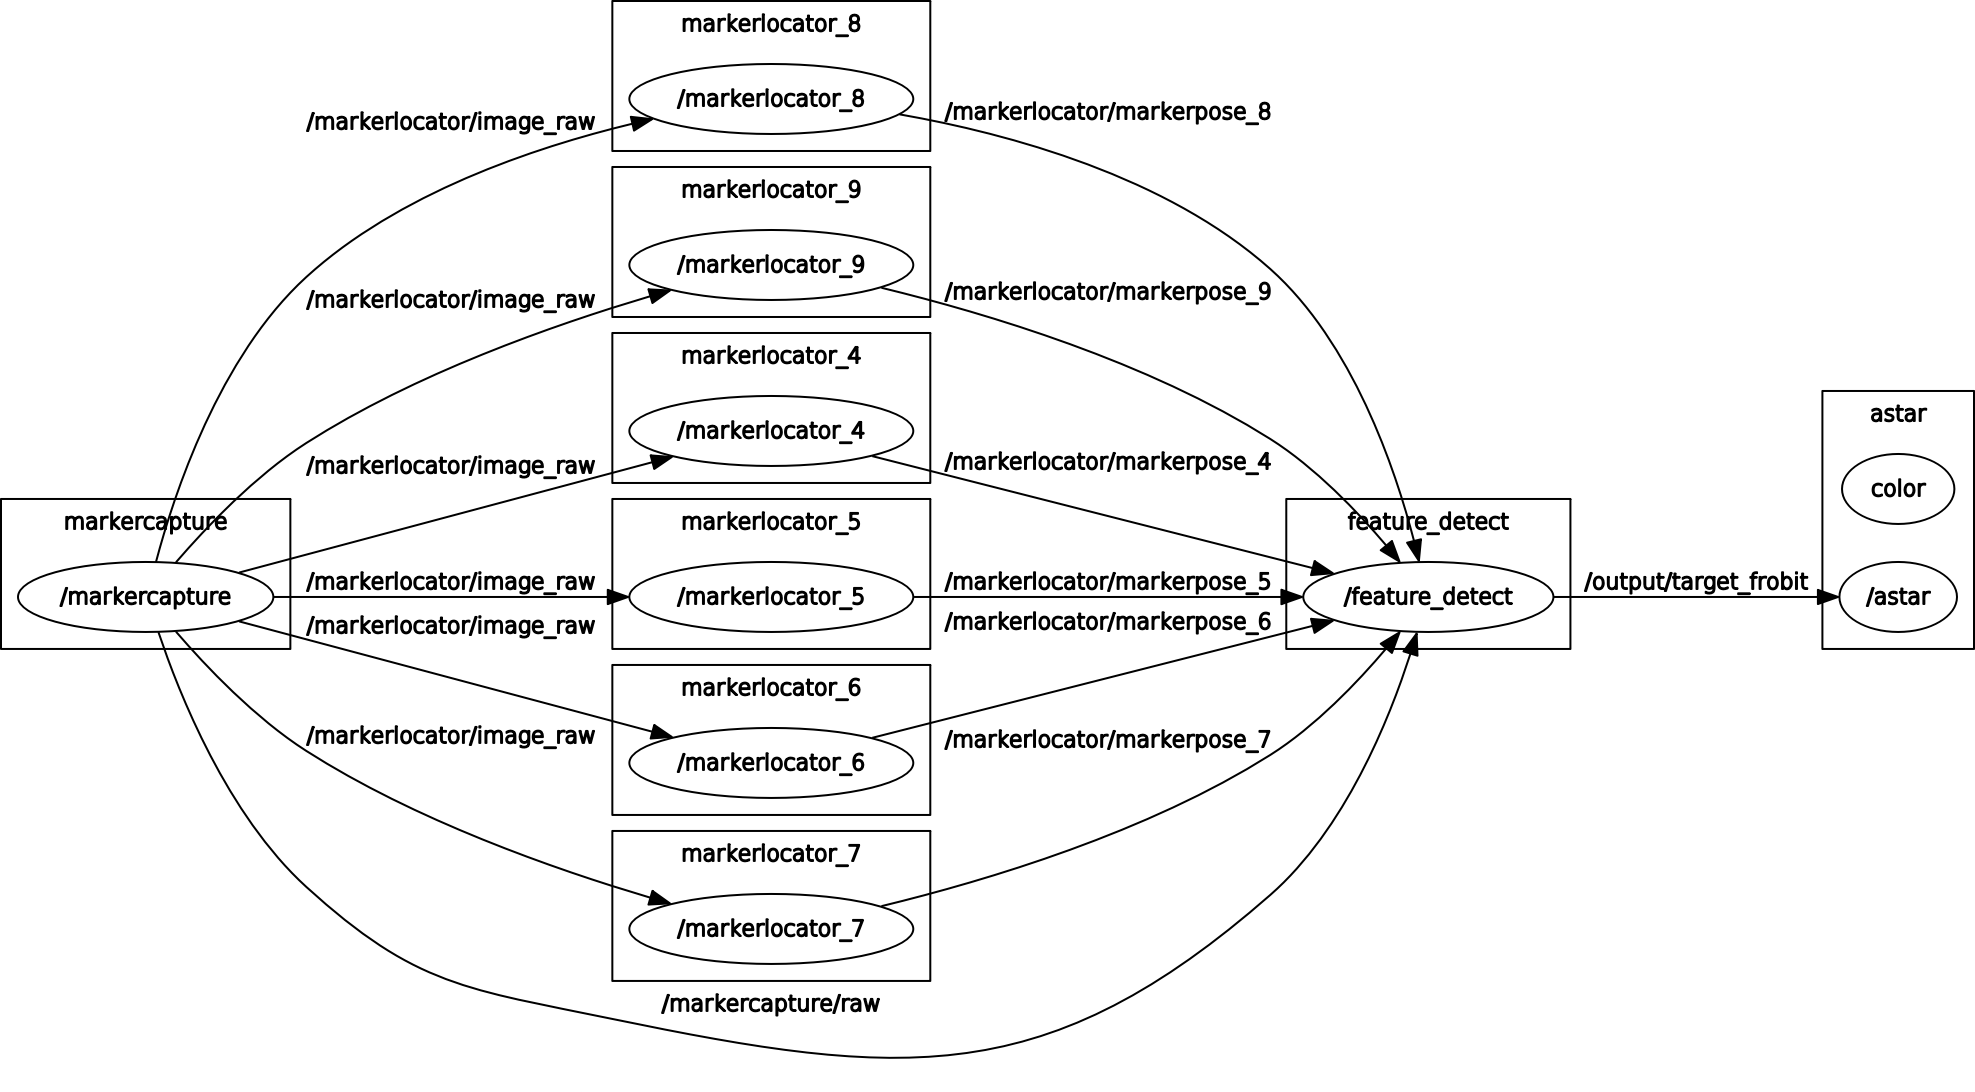 markerlocator_8
/markerlocator_8
/markerlocator/image_raw
/markerlocator/markerpose_8
markerlocator_9
/markerlocator_9
/markerlocator/image_raw
/markerlocator/markerpose_9
markerlocator_4
/markerlocator_4
/markerlocator/image_raw
/markerlocator/markerpose_4
astar
color
markercapture
/markercapture
/markerlocator/image_raw
markerlocator_5
/markerlocator_5
/markerlocator/markerpose_5
feature_detect
/feature_detect
/output/target_frobit
/astar
/markerlocator/image_raw
/markerlocator/markerpose_6
markerlocator_6
/markerlocator_6
/markerlocator/image_raw
/markerlocator/markerpose_7
markerlocator_7
/markerlocator_7
/markercapture/raw